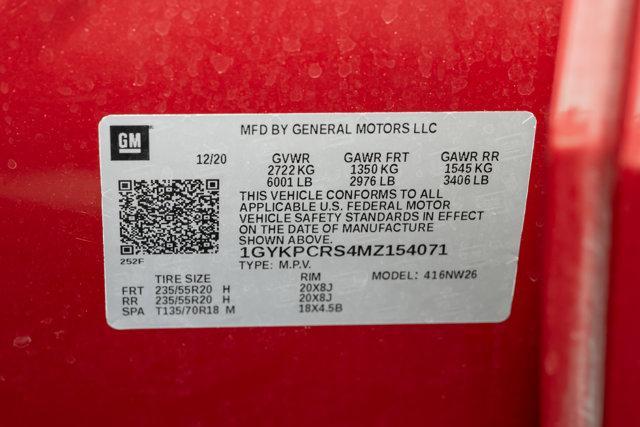 GM
MFD BY GENERAL MOTORS LLC
12/20 GVWR GAWR FRT GAWR RR
2722 KG 1350 KG 1545 KG
6001 LB 2976 LB 3406 LB
THIS VEHICLE CONFORMS TO ALL
APPLICABLE U.S. FEDERAL MOTOR
VEHICLE SAFETY STANDARDS IN EFFECT
ON THE DATE OF MANUFACTURE
SHOWN ABOVE.
1GYKPCRS4MZ154071
252F
TYPE: M.P.V. MODEL: 416NW26
TIRE SIZE RIM
FRT 235/55R20 H 20X8J
RR 235/55R20 H 20X8J
SPA T135/70R18 M 18X4.5B